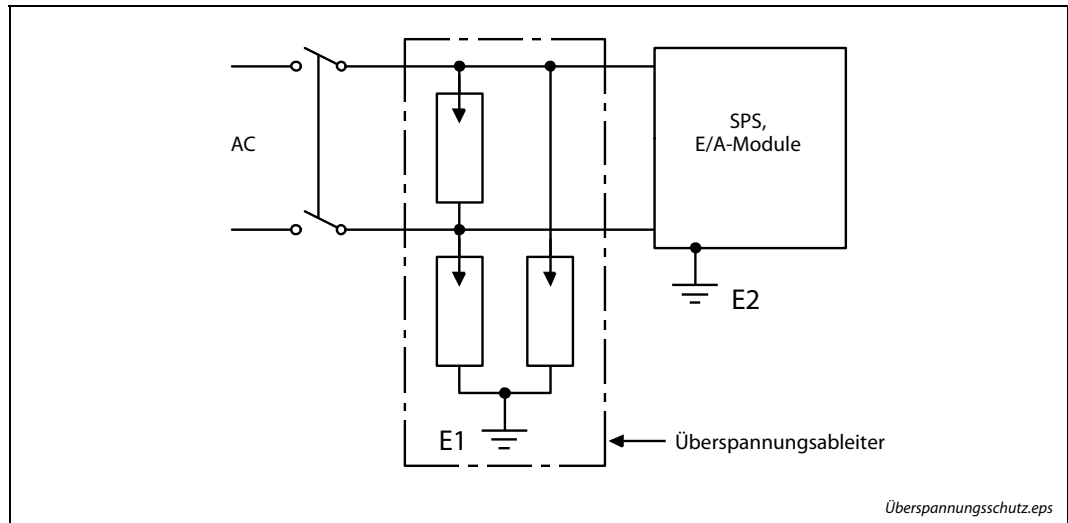 AC
SPS,
E/A-Module
E2
E1
Überspannungsableiter
Überspannungsschutz.eps